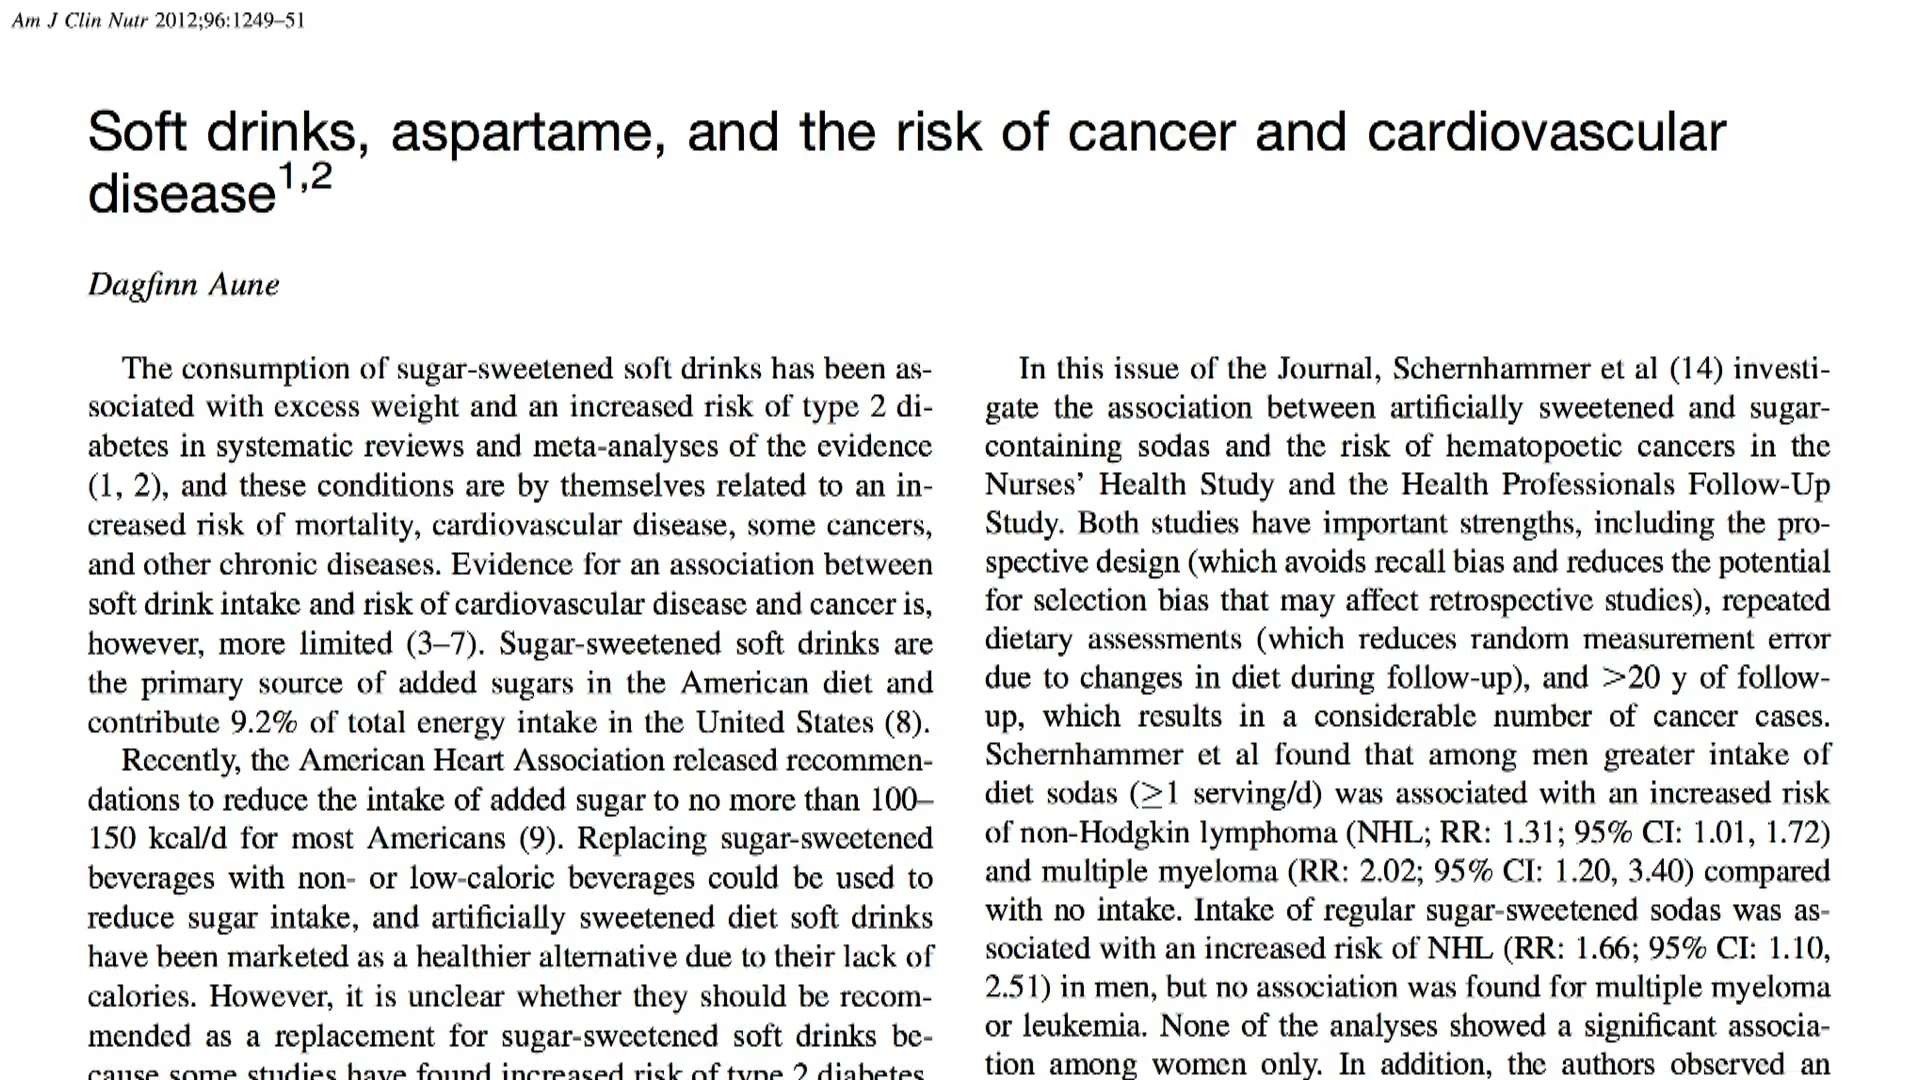 Am J Clin Nutr 2012;96:1249–51
Soft drinks, aspartame, and the risk of cancer and cardiovascular
disease1,2
Dagfinn Aune
The consumption of sugar-sweetened soft drinks has been as-
sociated with excess weight and an increased risk of type 2 di-
abetes in systematic reviews and meta-analyses of the evidence
(1, 2), and these conditions are by themselves related to an in-
creased risk of mortality, cardiovascular disease, some cancers,
and other chronic diseases. Evidence for an association between
soft drink intake and risk of cardiovascular disease and cancer is,
however, more limited (3–7). Sugar-sweetened soft drinks are
the primary source of added sugars in the American diet and
contribute 9.2% of total energy intake in the United States (8).
Recently, the American Heart Association released recommen-
dations to reduce the intake of added sugar to no more than 100–
150 kcal/d for most Americans (9). Replacing sugar-sweetened
beverages with non- or low-caloric beverages could be used to
reduce sugar intake, and artificially sweetened diet soft drinks
have been marketed as a healthier alternative due to their lack of
calories. However, it is unclear whether they should be recom-
mended as a replacement for sugar-sweetened soft drinks be-
cause some studies have found increased risk of type 2 diabetes,
In this issue of the Journal, Schernhammer et al (14) investi-
gate the association between artificially sweetened and sugar-
containing sodas and the risk of hematopoetic cancers in the
Nurses’ Health Study and the Health Professionals Follow-Up
Study. Both studies have important strengths, including the pro-
spective design (which avoids recall bias and reduces the potential
for selection bias that may affect retrospective studies), repeated
dietary assessments (which reduces random measurement error
due to changes in diet during follow-up), and >20 y of follow-
up, which results in a considerable number of cancer cases.
Schernhammer et al found that among men greater intake of
diet sodas (≥1 serving/d) was associated with an increased risk
of non-Hodgkin lymphoma (NHL; RR: 1.31; 95% CI: 1.01, 1.72)
and multiple myeloma (RR: 2.02; 95% CI: 1.20, 3.40) compared
with no intake. Intake of regular sugar-sweetened sodas was as-
sociated with an increased risk of NHL (RR: 1.66; 95% CI: 1.10,
2.51) in men, but no association was found for multiple myeloma
or leukemia. None of the analyses showed a significant associa-
tion among women only. In addition, the authors observed an